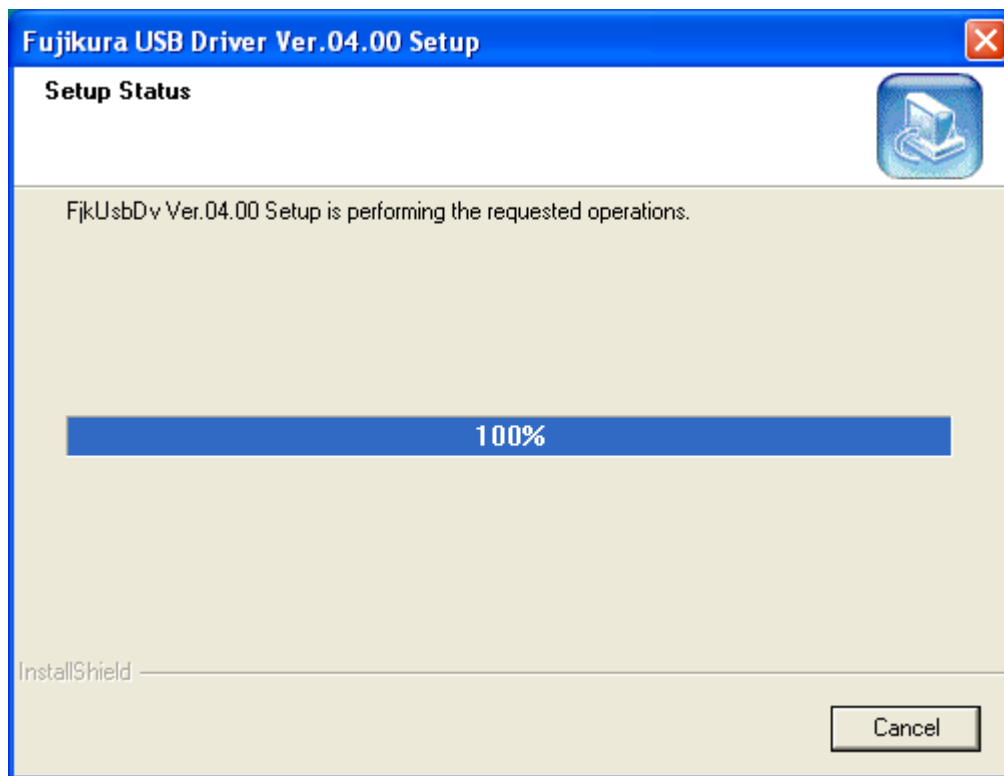 Fujikura USB Driver Ver.04.00 Setup
Setup Status
FjkUsbDv Ver.04.00 Setup is performing the requested operations.
100%
InstallShield
Cancel